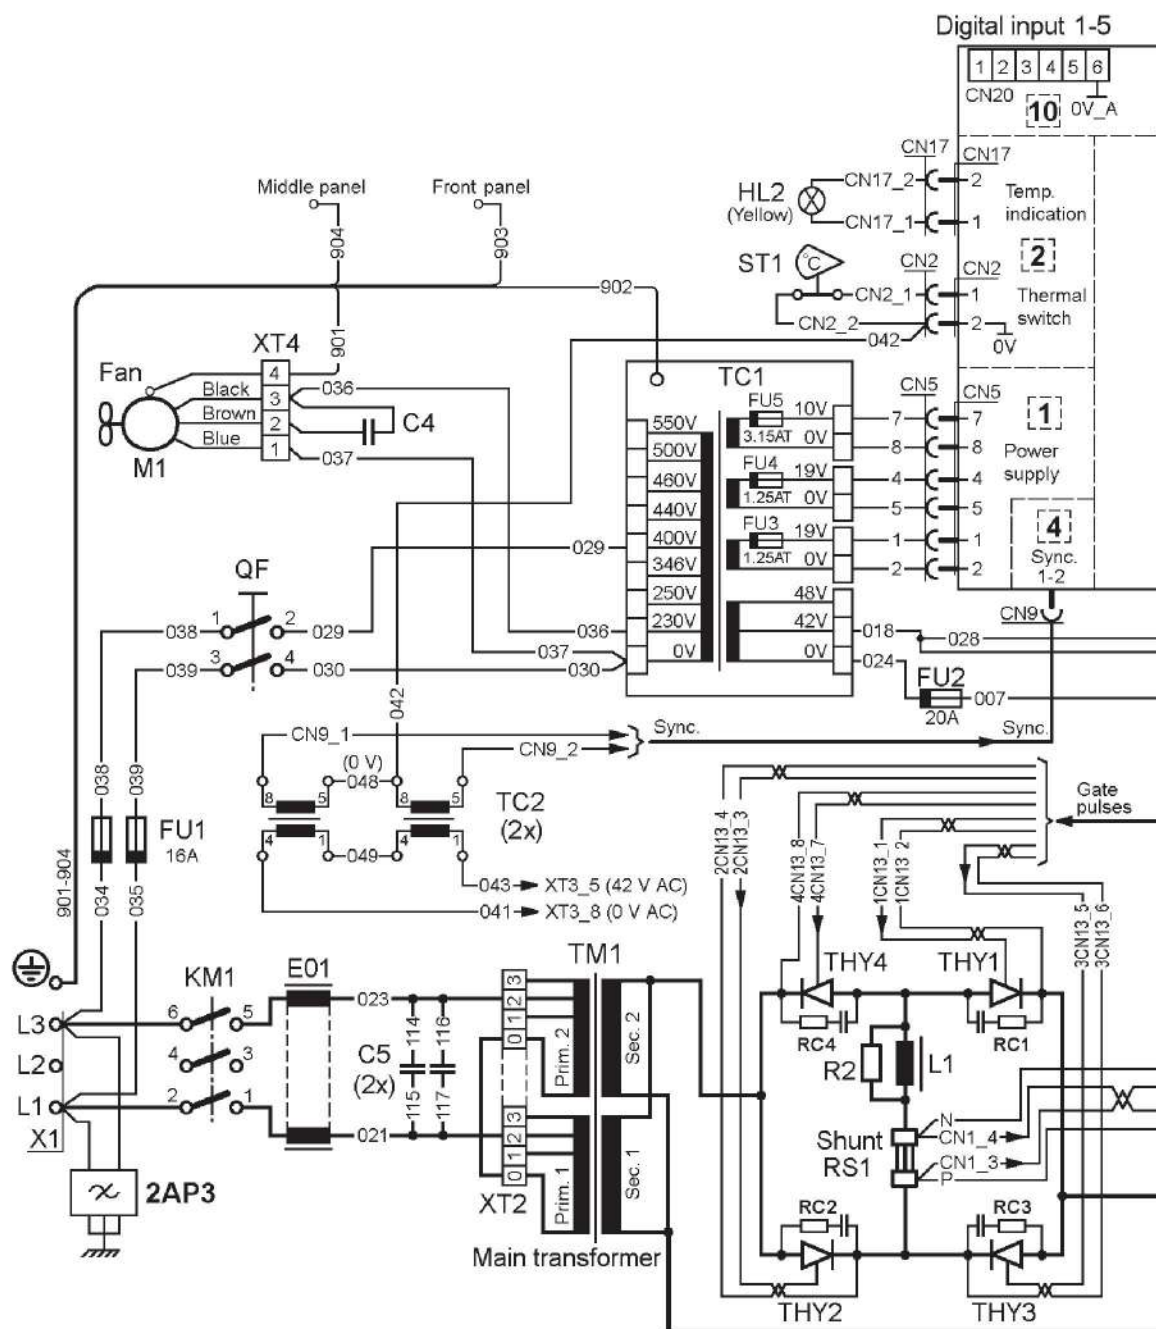 Digital input 1-5
1 2 3 4 5 6
CN20 10 0V_A
CN17 CN17
CN17_2 2
HL2
(Yellow)
CN17_1 1
Temp.
indication
2
Middle panel Front panel
904 903
902
ST1 °C
CN2 CN2
CN2_1 1
CN2_2 2
042
0V
Thermal
switch
901
XT4
Fan
4
Black 3 036
Brown 2 C4
Blue 1 037
M1
TC1
550V
500V
460V
440V
400V
346V
250V
230V
0V
FU5 10V
3.15AT 0V
FU4 19V
1.25AT 0V
FU3 19V
1.25AT 0V
48V
42V
0V
CN5 CN5
7 7
8 8
4 4
5 5
1 1
2 2
1
Power
supply
4
Sync.
1-2
CN9
029
036
037
030
018 028
024
FU2
20A
007
QF
038 1 2 029
039 3 4 030
042
CN9_1
CN9_2
Sync. Sync.
(0 V)
048
8 5 8 5
TC2
(2x)
4 1 4 1
049
043 XT3_5 (42 V AC)
041 XT3_8 (0 V AC)
038 039
FU1
16A
034 035
901-904
2CN13_4
2CN13_3
4CN13_8
4CN13_7
1CN13_1
1CN13_2
3CN13_5
3CN13_6
Gate
pulses
KM1
E01
L3 6 5 023
L2 4 3
L1 2 1 021
X1
2AP3
114 116
C5
(2x)
115 117
XT2
3 2 1 0
3 2 1 0
TM1
Prim. 2
Sec. 2
Prim. 1
Sec. 1
Main transformer
THY4 THY1
RC4 RC1
R2 L1
Shunt
RS1
N
CN1_4
CN1_3
P
RC2 RC3
THY2 THY3